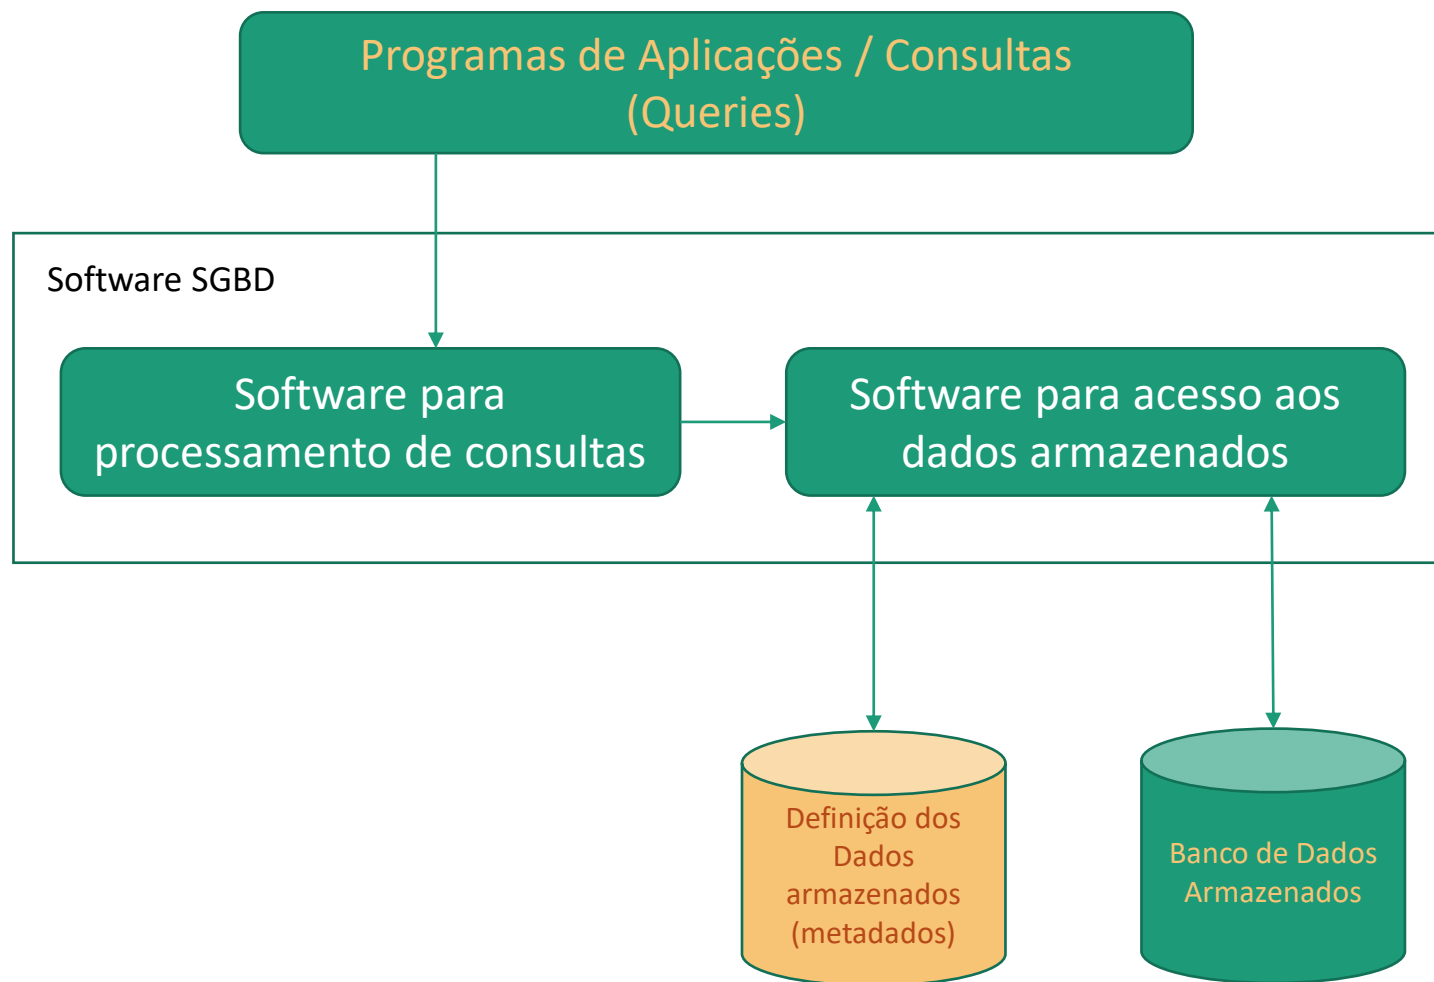 Programas de Aplicações / Consultas
(Queries)
Software SGBD
Software para
processamento de consultas
Software para acesso aos
dados armazenados
Definição dos
Dados
armazenados
(metadados)
Banco de Dados
Armazenados